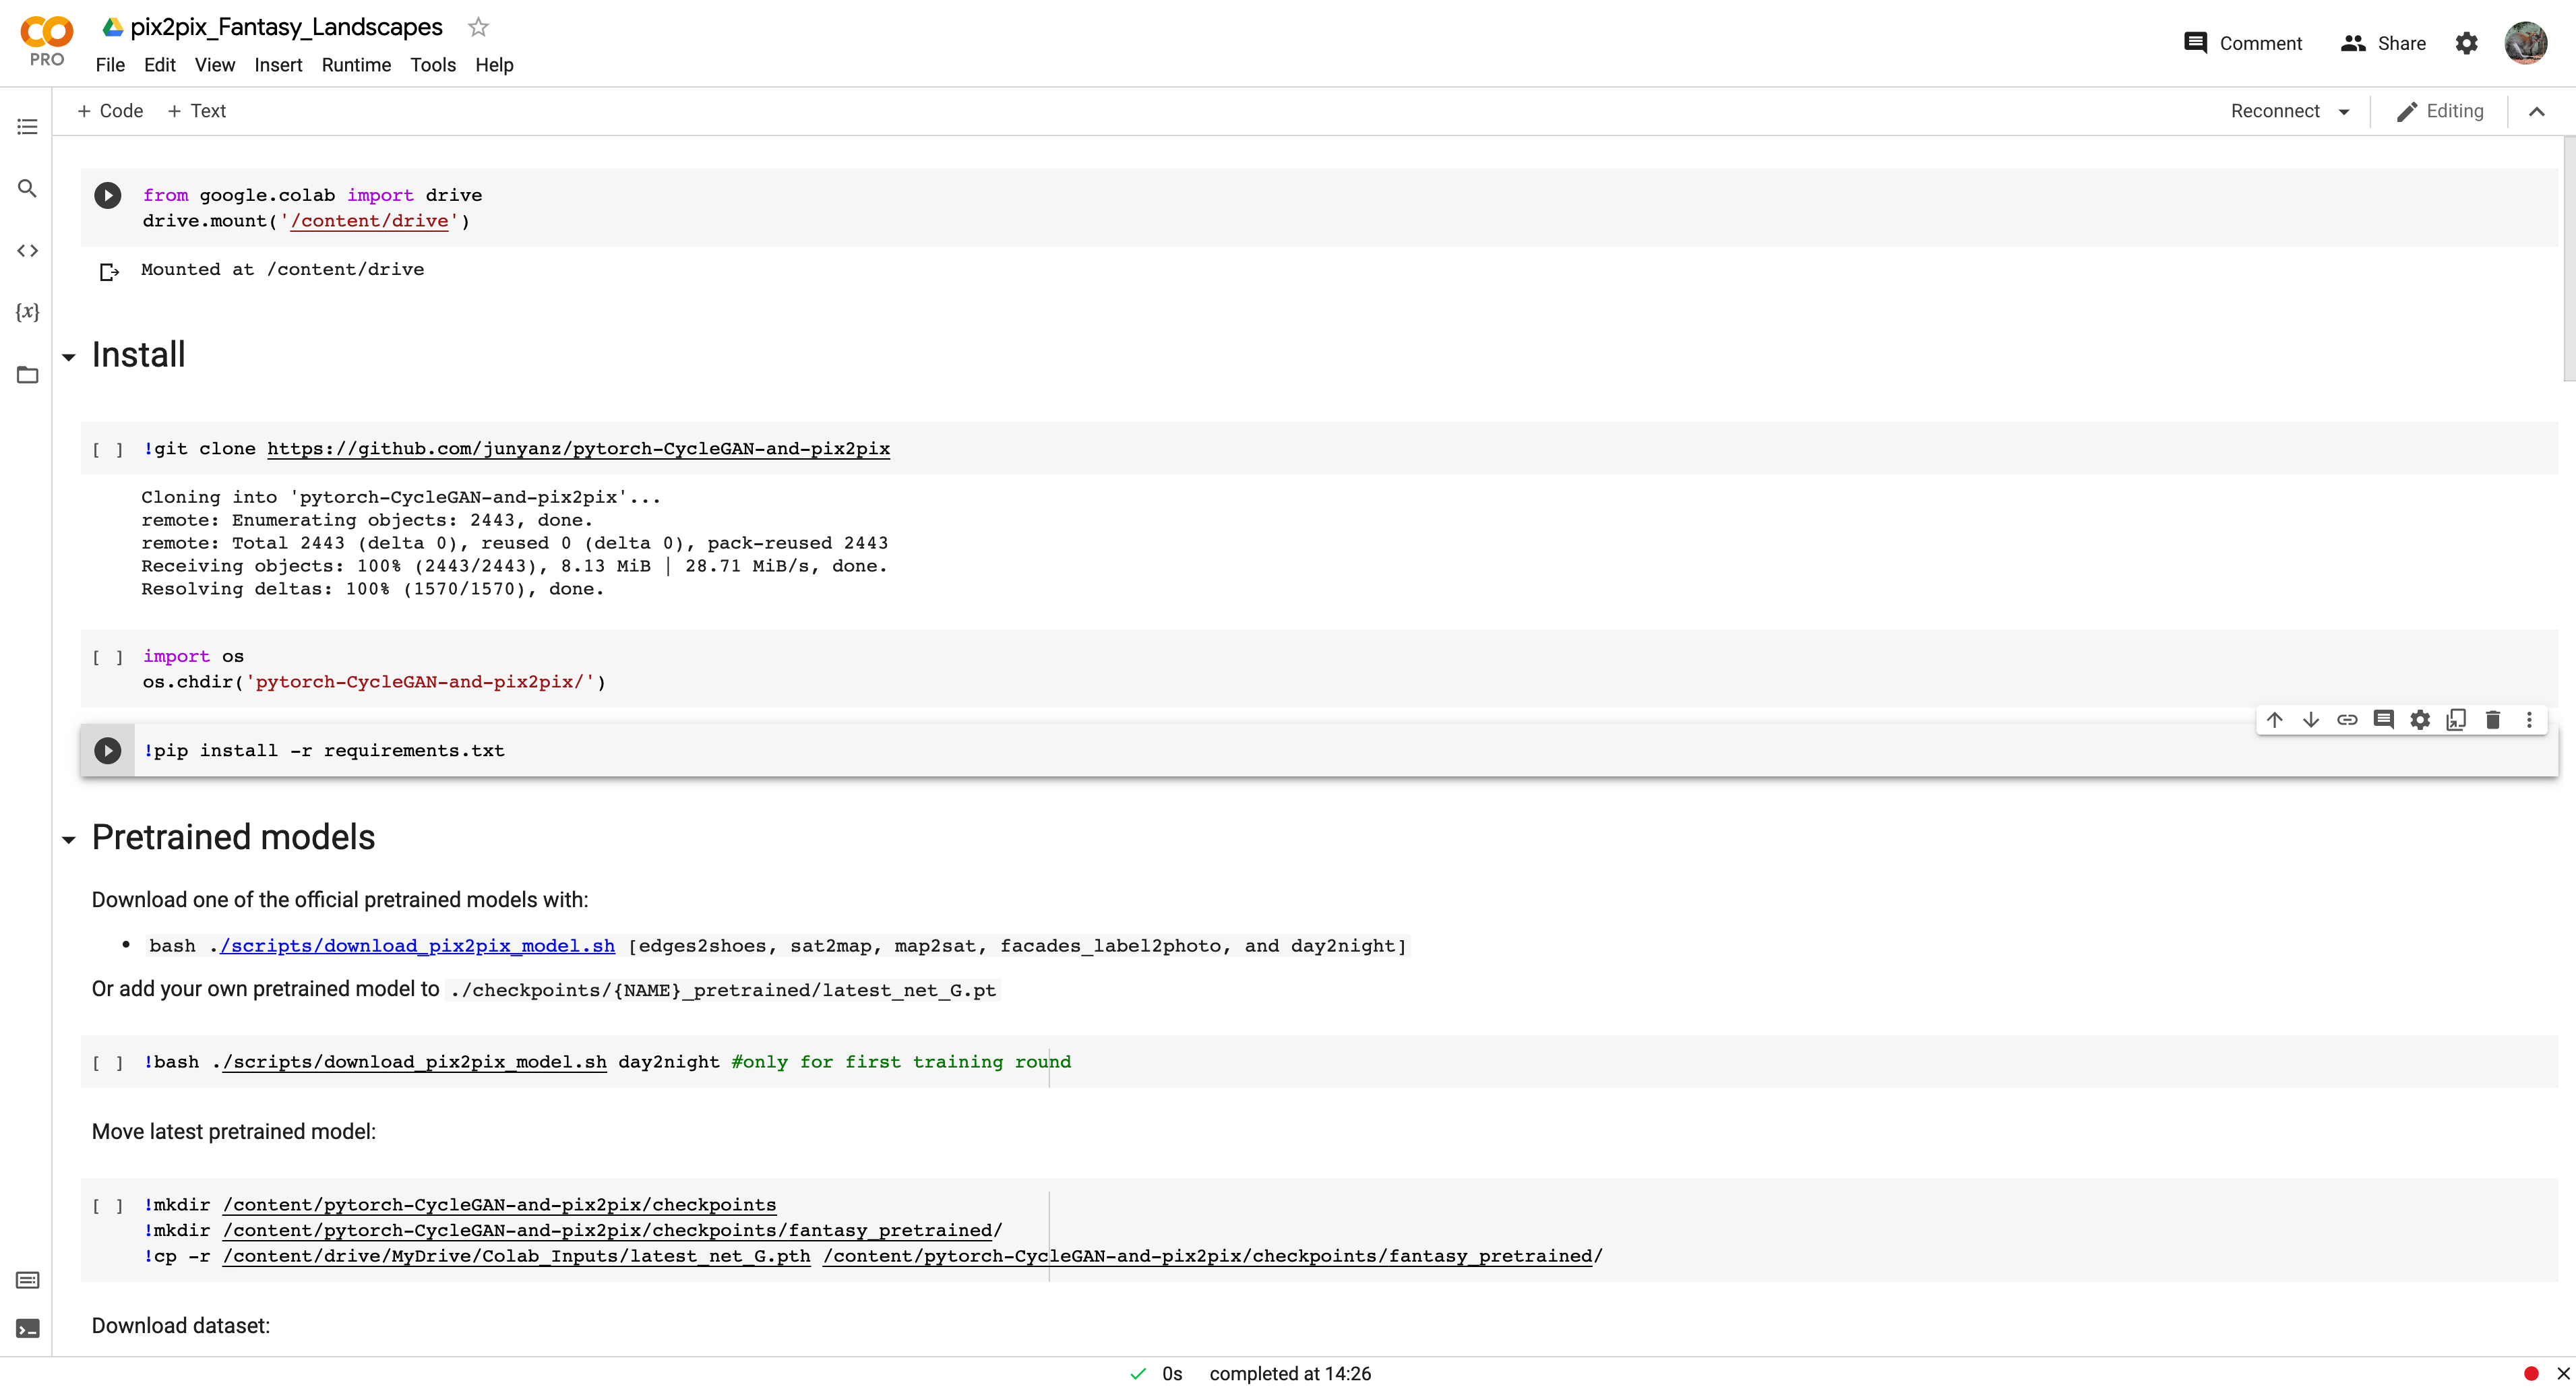 pix2pix_Fantasy_Landscapes
PRO
File Edit View Insert Runtime Tools Help
Comment Share
+ Code + Text
Reconnect Editing
from google.colab import drive
drive.mount('/content/drive')
Mounted at /content/drive
{x}
Install
[ ] !git clone https://github.com/junyanz/pytorch-CycleGAN-and-pix2pix
Cloning into 'pytorch-CycleGAN-and-pix2pix'...
remote: Enumerating objects: 2443, done.
remote: Total 2443 (delta 0), reused 0 (delta 0), pack-reused 2443
Receiving objects: 100% (2443/2443), 8.13 MiB | 28.71 MiB/s, done.
Resolving deltas: 100% (1570/1570), done.
[ ] import os
os.chdir('pytorch-CycleGAN-and-pix2pix/')
!pip install -r requirements.txt
Pretrained models
Download one of the official pretrained models with:
• bash ./scripts/download_pix2pix_model.sh [edges2shoes, sat2map, map2sat, facades_label2photo, and day2night]
Or add your own pretrained model to ./checkpoints/{NAME}_pretrained/latest_net_G.pt
[ ] !bash ./scripts/download_pix2pix_model.sh day2night #only for first training round
Move latest pretrained model:
[ ] !mkdir /content/pytorch-CycleGAN-and-pix2pix/checkpoints
!mkdir /content/pytorch-CycleGAN-and-pix2pix/checkpoints/fantasy_pretrained/
!cp -r /content/drive/MyDrive/Colab_Inputs/latest_net_G.pth /content/pytorch-CycleGAN-and-pix2pix/checkpoints/fantasy_pretrained/
Download dataset:
0s completed at 14:26